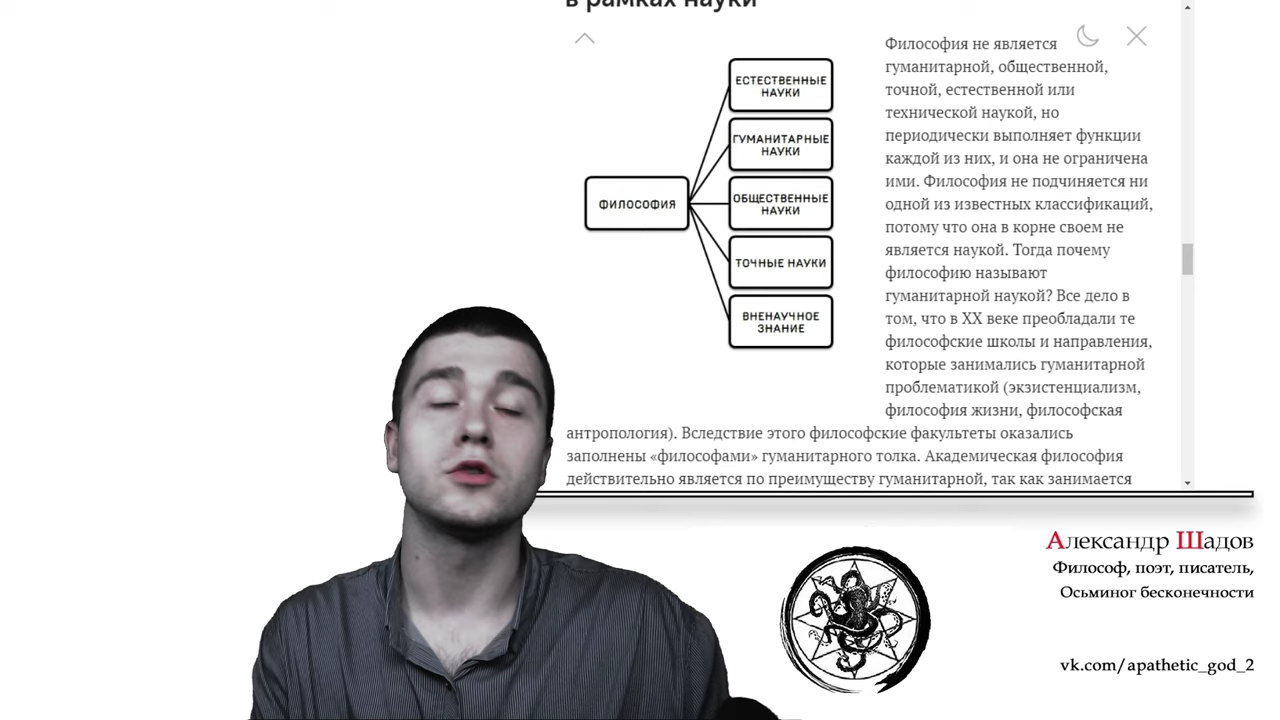 в рамках науки
ФИЛОСОФИЯ
ЕСТЕСТВЕННЫЕ
НАУКИ
ГУМАНИТАРНЫЕ
НАУКИ
ОБЩЕСТВЕННЫЕ
НАУКИ
ТОЧНЫЕ НАУКИ
ВНЕНАУЧНОЕ
ЗНАНИЕ
Философия не является
гуманитарной, общественной,
точной, естественной или
технической наукой, но
периодически выполняет функции
каждой из них, и она не ограничена
ими. Философия не подчиняется ни
одной из известных классификаций,
потому что она в корне своем не
является наукой. Тогда почему
философию называют
гуманитарной наукой? Все дело в
том, что в XX веке преобладали те
философские школы и направления,
которые занимались гуманитарной
проблематикой (экзистенциализм,
философия жизни, философская
антропология). Вследствие этого философские факультеты оказались
заполнены «философами» гуманитарного толка. Академическая философия
действительно является по преимуществу гуманитарной, так как занимается
Александр Шадов
Философ, поэт, писатель,
Осьминог бесконечности
vk.com/apathetic_god_2